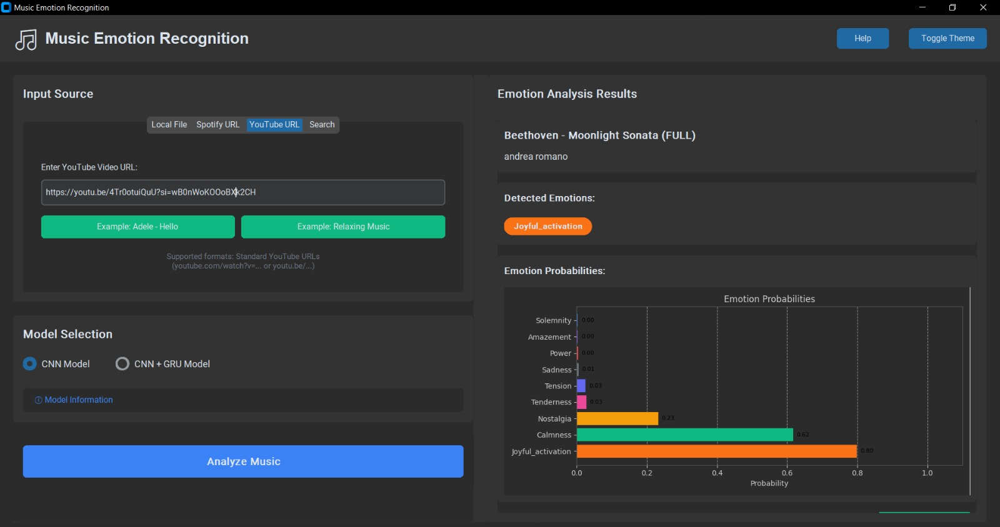 Music Emotion Recognition
Music Emotion Recognition
Help
Toggle Theme
Input Source
Local File
Spotify URL
YouTube URL
Search
Enter YouTube Video URL:
https://youtu.be/4Tr0otuiQuU?si=wB0nWoKOOoBXk2CH
Example: Adele - Hello
Example: Relaxing Music
Supported formats: Standard YouTube URLs
(youtube.com/watch?v=... or youtu.be/...)
Model Selection
CNN Model
CNN + GRU Model
ⓘ Model Information
Analyze Music
Emotion Analysis Results
Beethoven - Moonlight Sonata (FULL)
andrea romano
Detected Emotions:
Joyful_activation
Emotion Probabilities:
Emotion Probabilities
Solemnity 0.00
Amazement 0.00
Power 0.00
Sadness 0.01
Tension 0.03
Tenderness 0.03
Nostalgia 0.23
Calmness 0.62
Joyful_activation 0.80
0.0 0.2 0.4 0.6 0.8 1.0
Probability